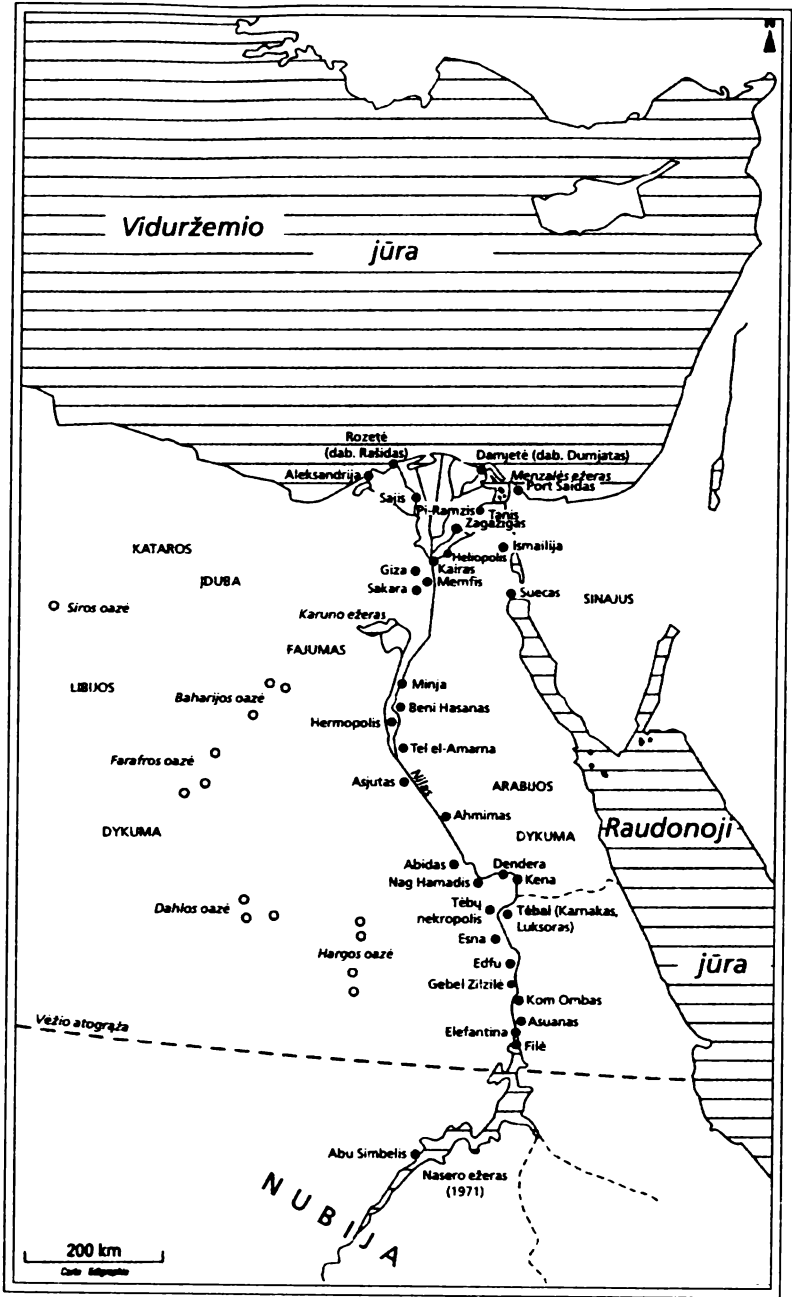 N
Viduržemio
jūra
Rozetė
(dab. Rašidas)
Damjetė (dab. Dumjatas)
Aleksandrija
Menzalės ežeras
Port Saidas
Sajis
Pi-Ramzis
Tanis
Zagazigas
KATAROS
Ismailija
Heliopolis
Giza
Kairas
ĮDUBA
Memfis
Sakara
Suecas
SINAJUS
Siros oazė
Karuno ežeras
FAJUMAS
LIBIJOS
Baharijos oazė
Minja
Beni Hasanas
Hermopolis
Tel el-Amarna
Farafros oazė
Asjutas
Nilas
ARABIJOS
Ahmimas
DYKUMA
DYKUMA
Raudonoji
Abidas
Dendera
Nag Hamadis
Kena
Dahlos oazė
Tėbų
nekropolis
Tėbai (Karnakas,
Luksoras)
Esna
Hargos oazė
Edfu
jūra
Gebel Zilzilė
Kom Ombas
Vėžio atogrąža
Asuanas
Elefantina
Filė
Abu Simbelis
Nasero ežeras
(1971)
NUBIJA
200 km